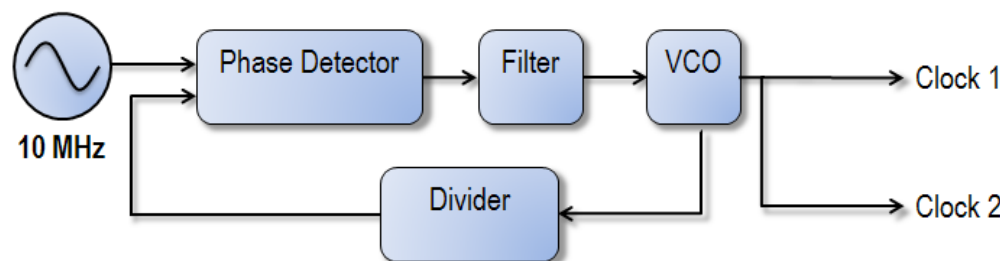 Phase Detector
Filter
VCO
Clock 1
10 MHz
Divider
Clock 2